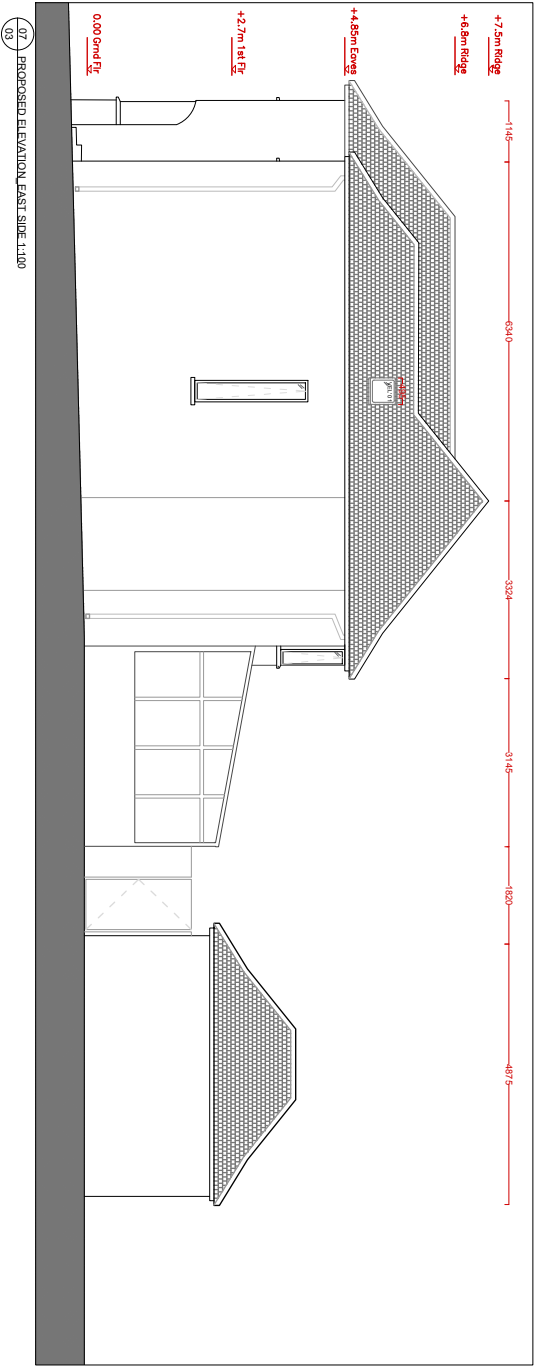 +7.5m Ridge
+6.8m Ridge
+4.85m Eaves
+2.7m 1st Flr
0.00 Grnd Flr
1145
6340
3324
3145
1820
4875
07
03
PROPOSED ELEVATION_EAST SIDE 1:100